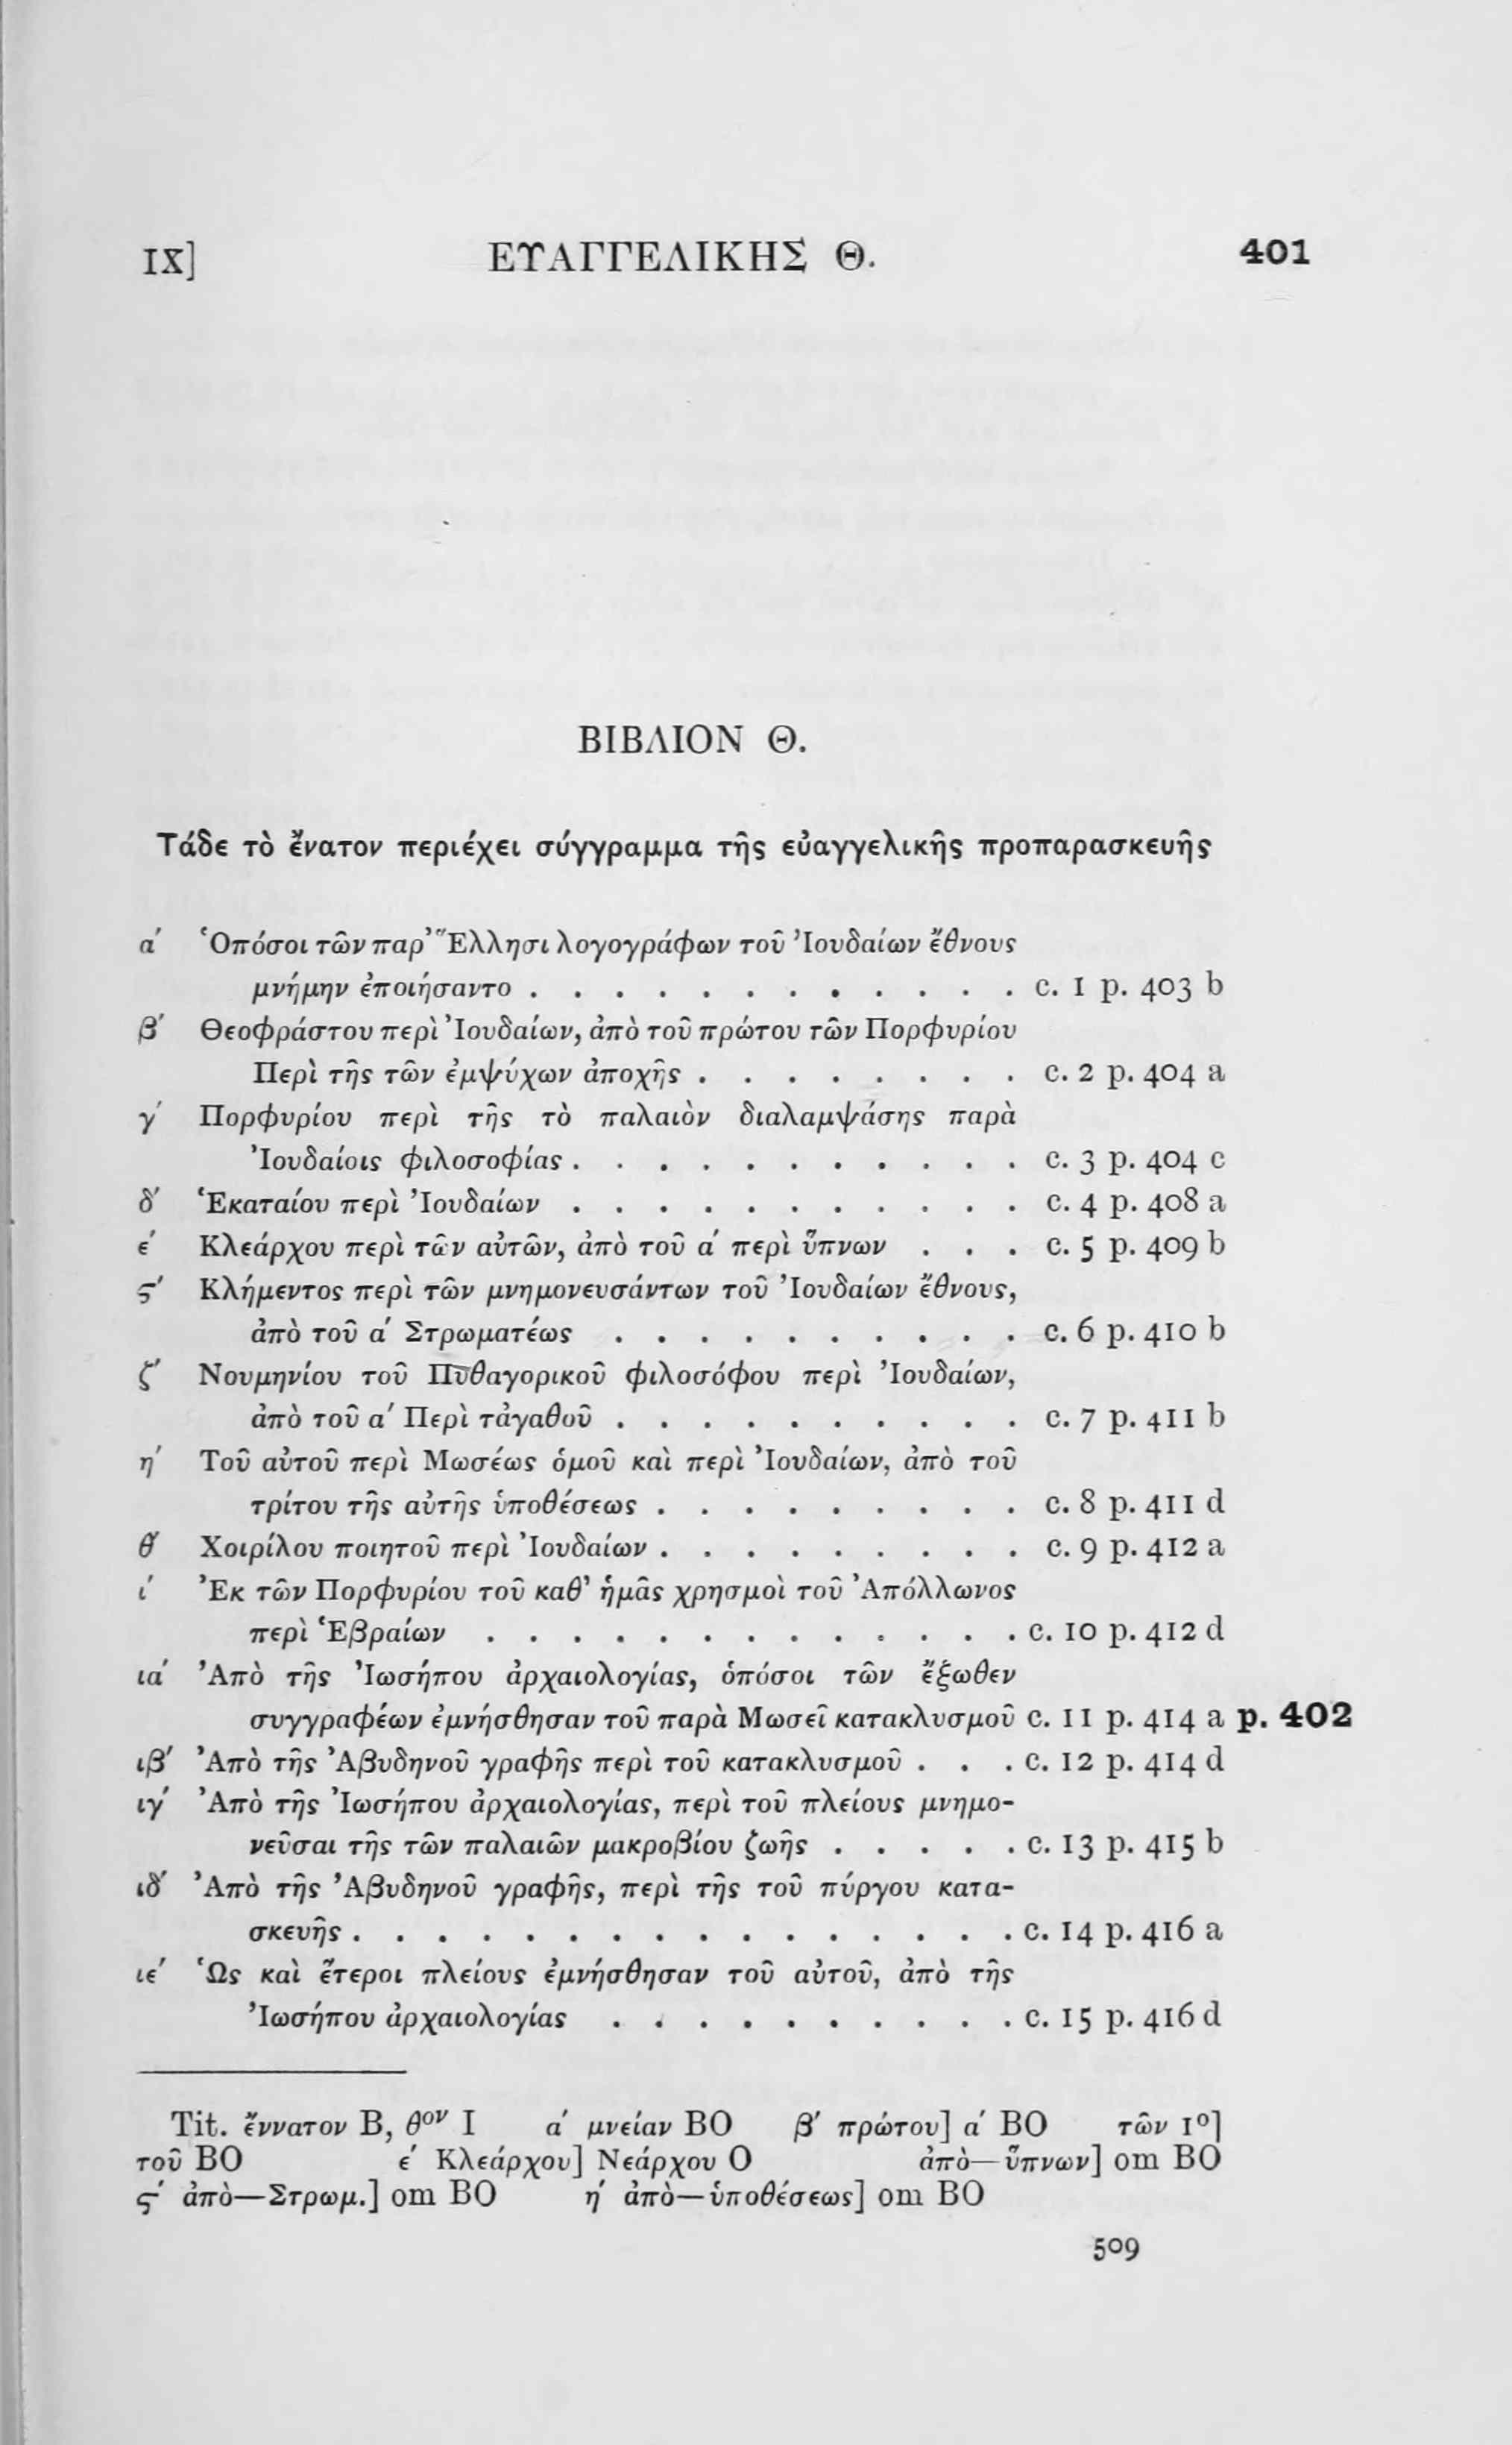 IX] ΕΥΑΓΓΕΛΙΚΗΣ Θ. 401
ΒΙΒΛΙΟΝ Θ.
Τάδε τὸ ἔνατον περιέχει σύγγραμμα τῆς εὐαγγελικῆς προπαρασκευῆς
α′ Ὁπόσοι τῶν παρ’ Ἕλλησι λογογράφων τοῦ Ἰουδαίων ἔθνους
μνήμην ἐποιήσαντο . . . . . . . . . . . . c. 1 p. 403 b
β′ Θεοφράστου περὶ Ἰουδαίων, ἀπὸ τοῦ πρώτου τῶν Πορφυρίου
Περὶ τῆς τῶν ἐμψύχων ἀποχῆς . . . . . . . . c. 2 p. 404 a
γ′ Πορφυρίου περὶ τῆς τὸ παλαιὸν διαλαμψάσης παρὰ
Ἰουδαίοις φιλοσοφίας . . . . . . . . . . . c. 3 p. 404 c
δ′ Ἑκαταίου περὶ Ἰουδαίων . . . . . . . . . . . c. 4 p. 408 a
ε′ Κλεάρχου περὶ τῶν αὐτῶν, ἀπὸ τοῦ α′ περὶ ὕπνων . . . c. 5 p. 409 b
ϛ′ Κλήμεντος περὶ τῶν μνημονευσάντων τοῦ Ἰουδαίων ἔθνους,
ἀπὸ τοῦ α′ Στρωματέως . . . . . . . . . . c. 6 p. 410 b
ζ′ Νουμηνίου τοῦ Πυθαγορικοῦ φιλοσόφου περὶ Ἰουδαίων,
ἀπὸ τοῦ α′ Περὶ τἀγαθοῦ . . . . . . . . . . c. 7 p. 411 b
η′ Τοῦ αὐτοῦ περὶ Μωσέως ὁμοῦ καὶ περὶ Ἰουδαίων, ἀπὸ τοῦ
τρίτου τῆς αὐτῆς ὑποθέσεως . . . . . . . . . c. 8 p. 411 d
θ′ Χοιρίλου ποιητοῦ περὶ Ἰουδαίων . . . . . . . . . c. 9 p. 412 a
ι′ Ἐκ τῶν Πορφυρίου τοῦ καθ’ ἡμᾶς χρησμοὶ τοῦ Ἀπόλλωνος
περὶ Ἑβραίων . . . . . . . . . . . . . c. 10 p. 412 d
ια′ Ἀπὸ τῆς Ἰωσήπου ἀρχαιολογίας, ὁπόσοι τῶν ἔξωθεν
συγγραφέων ἐμνήσθησαν τοῦ παρὰ Μωσεῖ κατακλυσμοῦ c. 11 p. 414 a p. 402
ιβ′ Ἀπὸ τῆς Ἀβυδηνοῦ γραφῆς περὶ τοῦ κατακλυσμοῦ . . . c. 12 p. 414 d
ιγ′ Ἀπὸ τῆς Ἰωσήπου ἀρχαιολογίας, περὶ τοῦ πλείους μνημο-
νεῦσαι τῆς τῶν παλαιῶν μακροβίου ζωῆς . . . . . c. 13 p. 415 b
ιδ′ Ἀπὸ τῆς Ἀβυδηνοῦ γραφῆς, περὶ τῆς τοῦ πύργου κατα-
σκευῆς . . . . . . . . . . . . . . . . c. 14 p. 416 a
ιε′ Ὡς καὶ ἕτεροι πλείους ἐμνήσθησαν τοῦ αὐτοῦ, ἀπὸ τῆς
Ἰωσήπου ἀρχαιολογίας . . . . . . . . . . c. 15 p. 416 d
Tit. ἔννατον B, θον I α′ μνείαν BO β′ πρώτου] α′ BO τῶν 1°]
τοῦ BO ε′ Κλεάρχου] Νεάρχου O ἀπὸ—ὕπνων] om BO
ϛ′ ἀπὸ—Στρωμ.] om BO η′ ἀπὸ—ὑποθέσεως] om BO
509